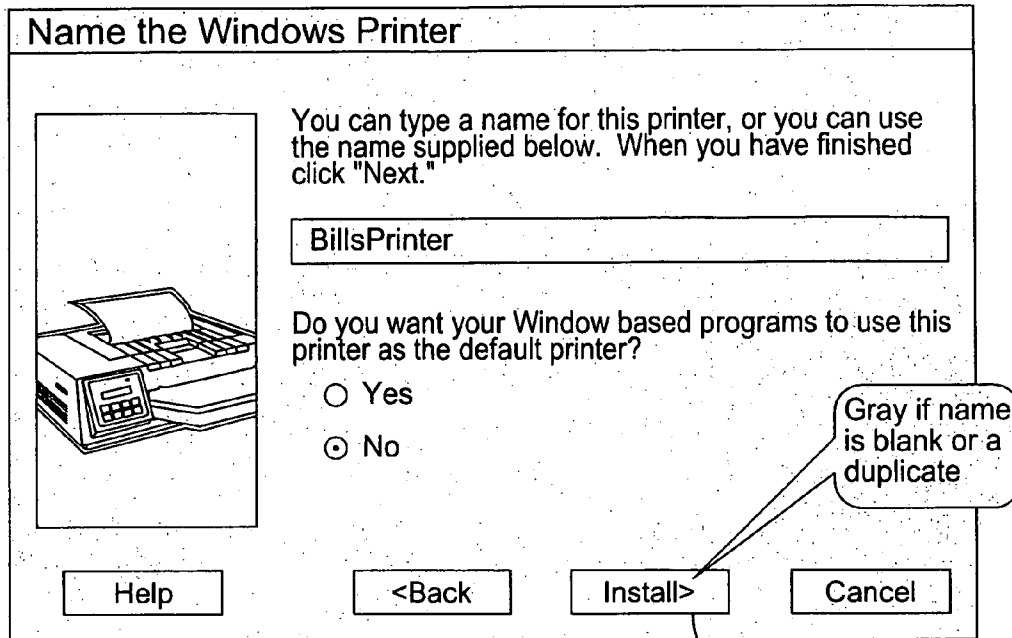 Name the Windows Printer
You can type a name for this printer, or you can use
the name supplied below. When you have finished
click "Next."
BillsPrinter
Do you want your Window based programs to use this
printer as the default printer?
Yes
No
Gray if name
is blank or a
duplicate
Help
<Back
Install>
Cancel